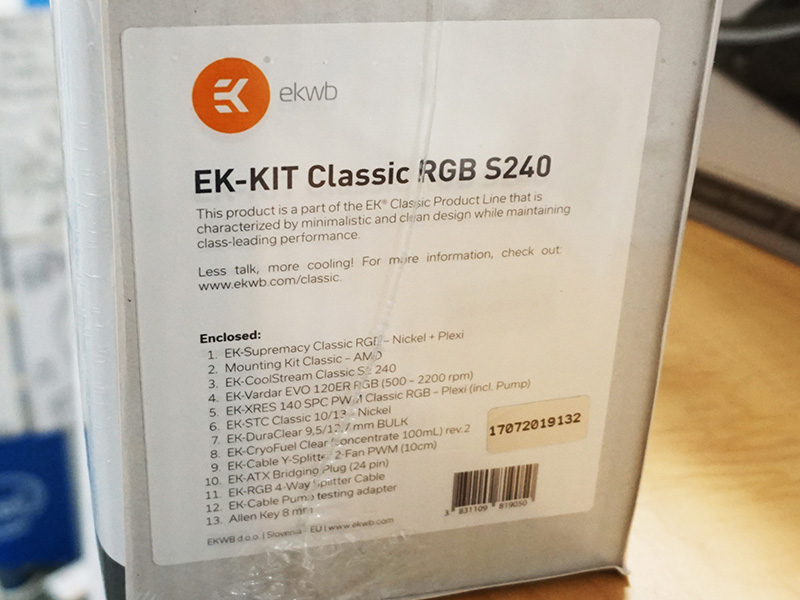 ekwb
EK-KIT Classic RGB S240
This product is a part of the EK® Classic Product Line that is
characterized by minimalistic and clean design while maintaining
class-leading performance.
Less talk, more cooling! For more information, check out:
www.ekwb.com/classic.
Enclosed:
1. EK-Supremacy Classic RGB – Nickel + Plexi
2. Mounting Kit Classic – AMD
3. EK-CoolStream Classic SE 240
4. EK-Vardar EVO 120ER RGB (500 – 2200 rpm)
5. EK-XRES 140 SPC PWM Classic RGB – Plexi (incl. Pump)
6. EK-STC Classic 10/13 – Nickel
7. EK-DuraClear 9,5/12,7mm BULK
8. EK-CryoFuel Clear (concentrate 100mL) rev.2
9. EK-Cable Y-Splitter 2-Fan PWM (10cm)
10. EK-ATX Bridging Plug (24 pin)
11. EK-RGB 4-Way Splitter Cable
12. EK-Cable Pump testing adapter
13. Allen Key 8 mm
17072019132
3 831109 819050
EKWB d.o.o. | Slovenia - EU | www.ekwb.com